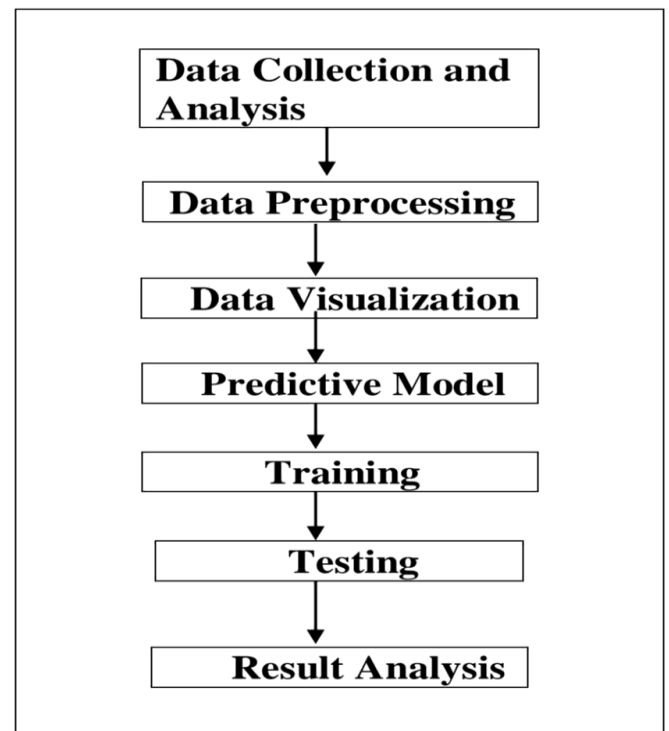 Data Collection and
Analysis
Data Preprocessing
Data Visualization
Predictive Model
Training
Testing
Result Analysis